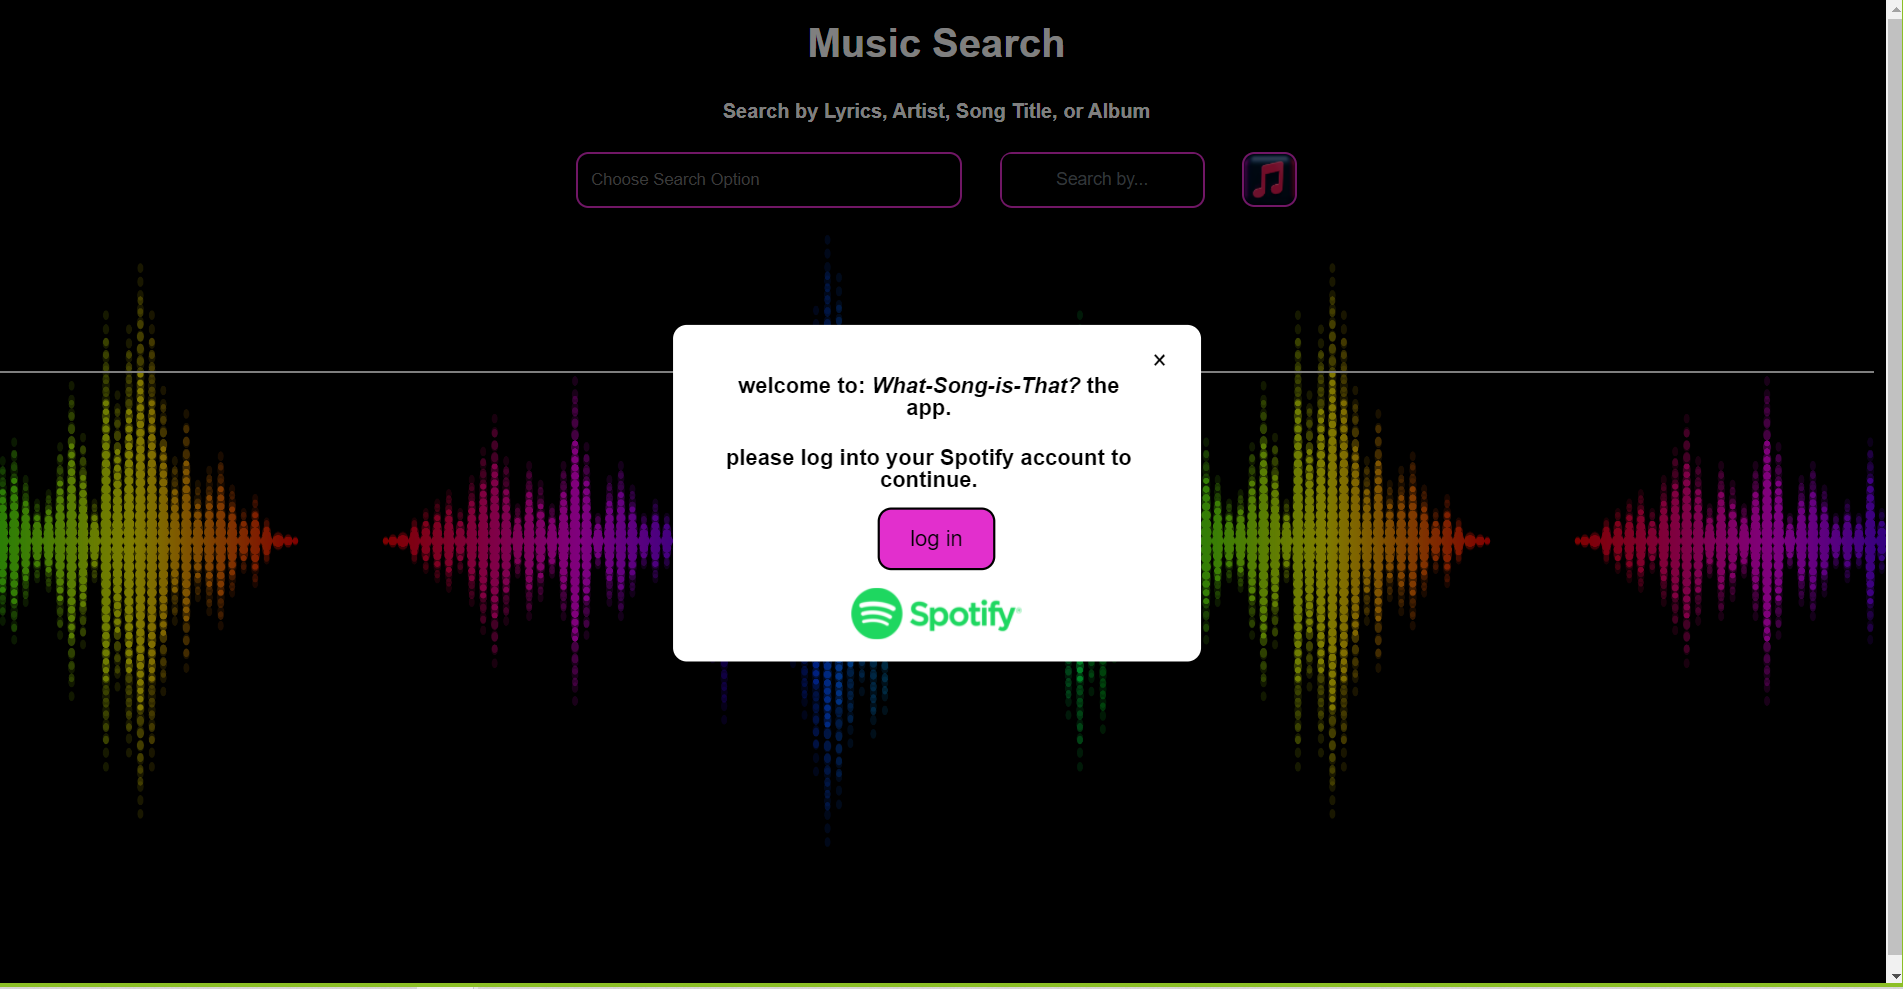 Music Search
Search by Lyrics, Artist, Song Title, or Album
Choose Search Option
Search by...
×
welcome to: What-Song-is-That? the
app.
please log into your Spotify account to
continue.
log in
Spotify®